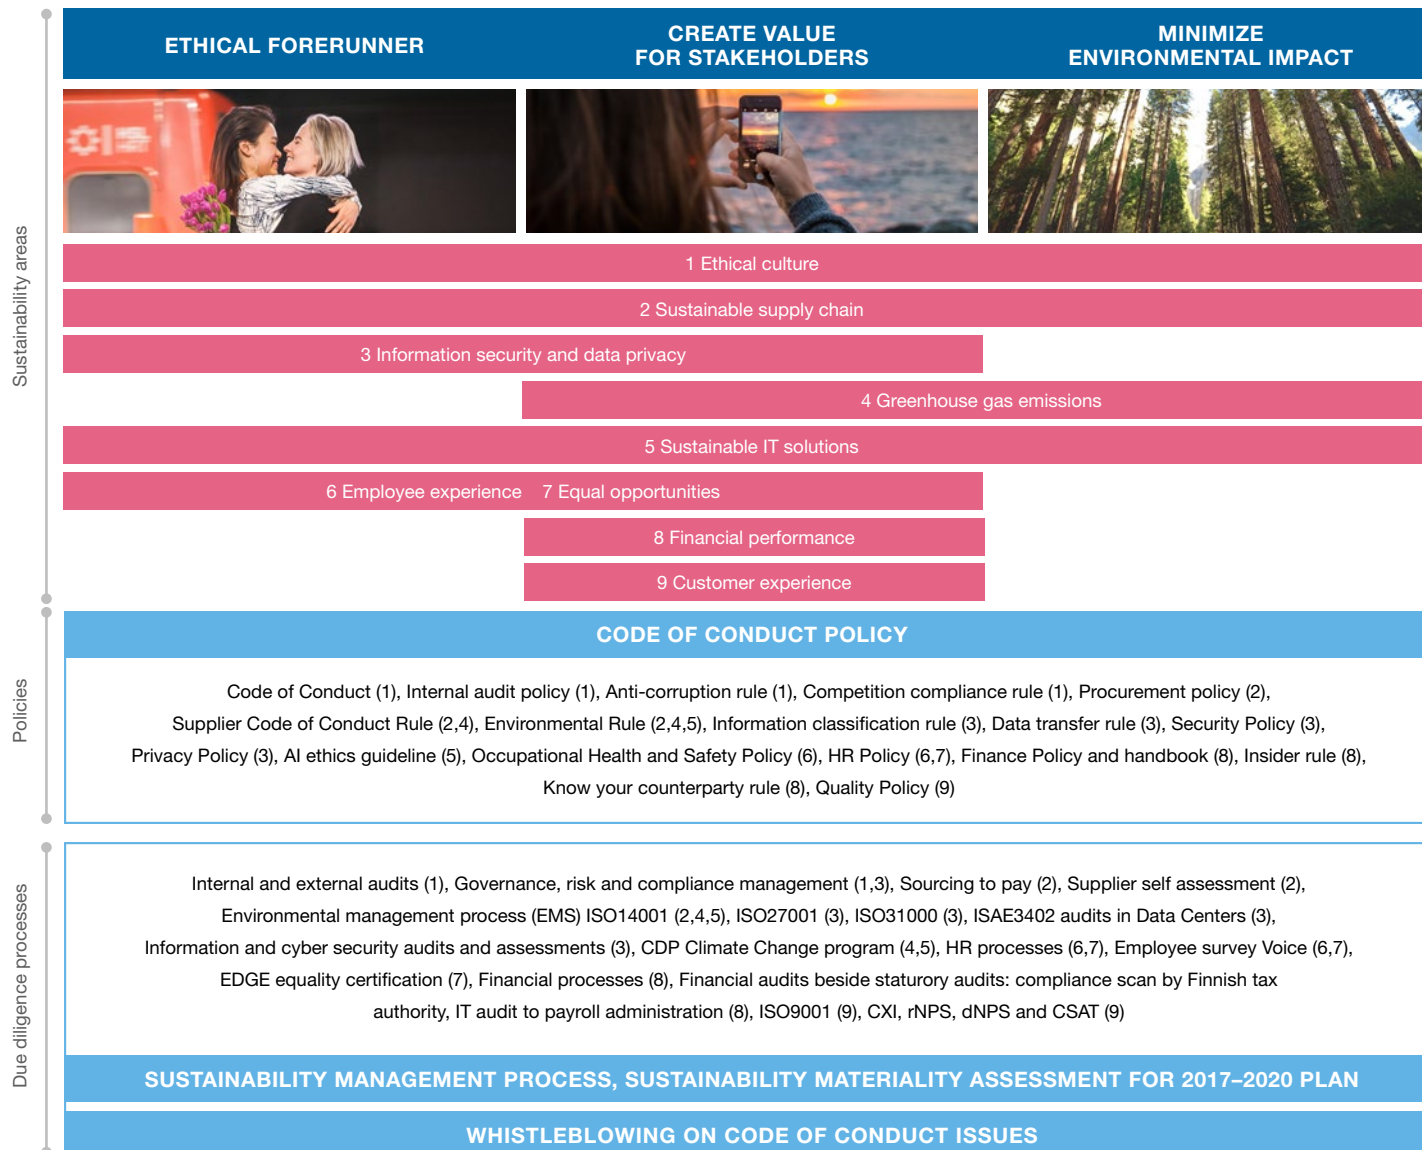 ETHICAL FORERUNNER
CREATE VALUE
FOR STAKEHOLDERS
MINIMIZE
ENVIRONMENTAL IMPACT
Sustainability areas
1 Ethical culture
2 Sustainable supply chain
3 Information security and data privacy
4 Greenhouse gas emissions
5 Sustainable IT solutions
6 Employee experience 7 Equal opportunities
8 Financial performance
9 Customer experience
Policies
CODE OF CONDUCT POLICY
Code of Conduct (1), Internal audit policy (1), Anti-corruption rule (1), Competition compliance rule (1), Procurement policy (2),
Supplier Code of Conduct Rule (2,4), Environmental Rule (2,4,5), Information classification rule (3), Data transfer rule (3), Security Policy (3),
Privacy Policy (3), AI ethics guideline (5), Occupational Health and Safety Policy (6), HR Policy (6,7), Finance Policy and handbook (8), Insider rule (8),
Know your counterparty rule (8), Quality Policy (9)
Due diligence processes
Internal and external audits (1), Governance, risk and compliance management (1,3), Sourcing to pay (2), Supplier self assessment (2),
Environmental management process (EMS) ISO14001 (2,4,5), ISO27001 (3), ISO31000 (3), ISAE3402 audits in Data Centers (3),
Information and cyber security audits and assessments (3), CDP Climate Change program (4,5), HR processes (6,7), Employee survey Voice (6,7),
EDGE equality certification (7), Financial processes (8), Financial audits beside staturory audits: compliance scan by Finnish tax
authority, IT audit to payroll administration (8), ISO9001 (9), CXI, rNPS, dNPS and CSAT (9)
SUSTAINABILITY MANAGEMENT PROCESS, SUSTAINABILITY MATERIALITY ASSESSMENT FOR 2017–2020 PLAN
WHISTLEBLOWING ON CODE OF CONDUCT ISSUES